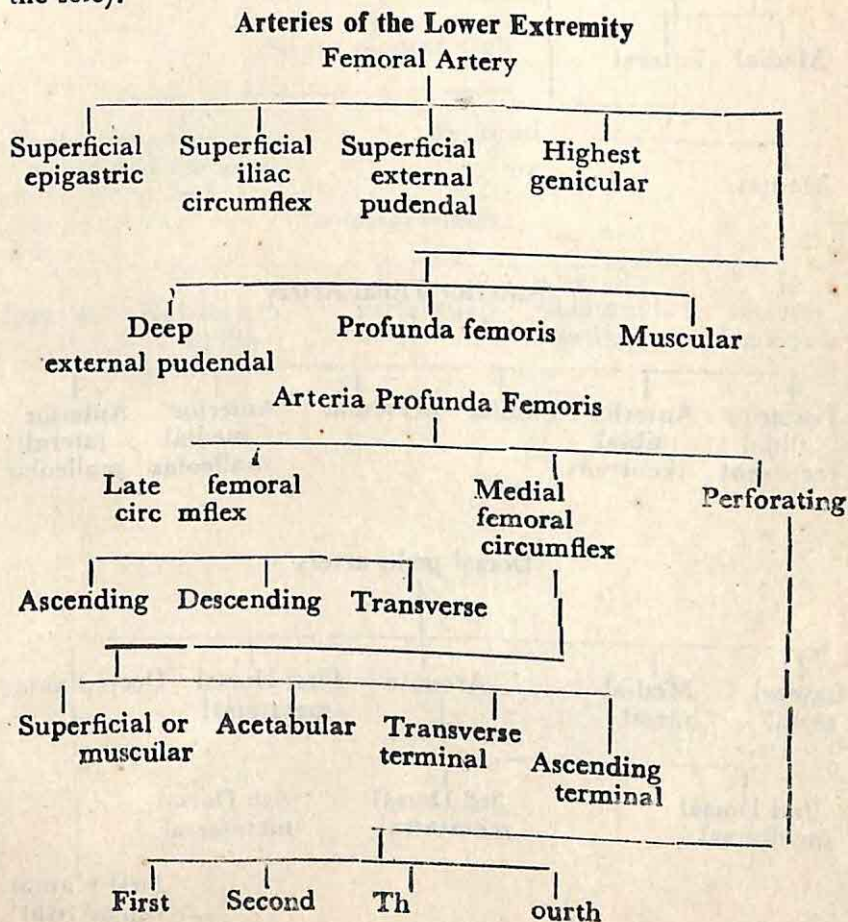 the sole).
Arteries of the Lower Extremity
Femoral Artery
Superficial epigastric
Superficial iliac circumflex
Superficial external pudendal
Highest genicular
Deep external pudendal
Profunda femoris
Muscular
Arteria Profunda Femoris
Late femoral
circ mflex
Medial femoral circumflex
Perforating
Ascending Descending Transverse
Superficial or muscular
Acetabular
Transverse terminal
Ascending terminal
First Second Th ourth